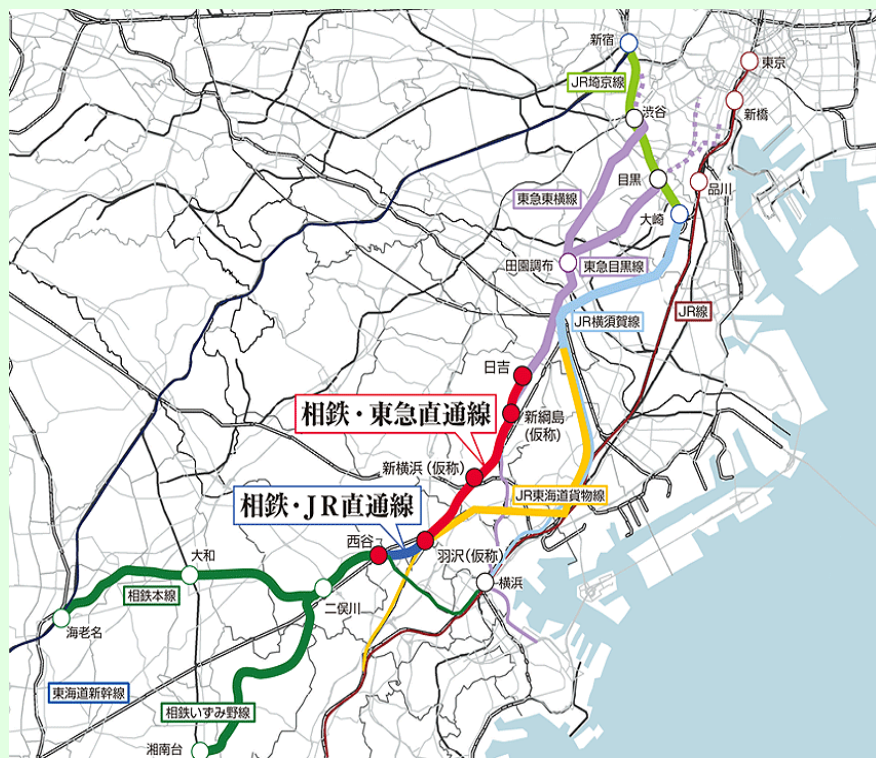 新宿
東京
JR埼京線
新橋
渋谷
目黒
品川
東急東横線
大崎
田園調布
東急目黒線
JR線
JR横須賀線
日吉
相鉄・東急直通線
新綱島
(仮称)
新横浜(仮称)
JR東海道貨物線
相鉄・JR直通線
西谷
羽沢(仮称)
大和
横浜
相鉄本線
二俣川
海老名
東海道新幹線
相鉄いずみ野線
湘南台